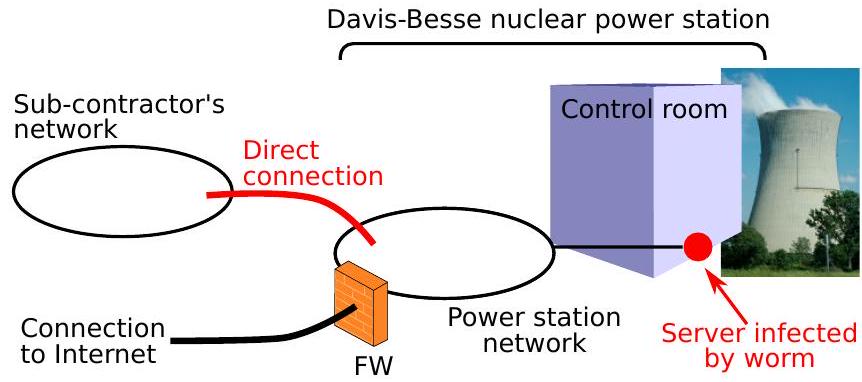 Davis-Besse nuclear power station
Sub-contractor's
network
Direct
connection
Control room
Connection
to Internet
FW
Power station
network
Server infected
by worm